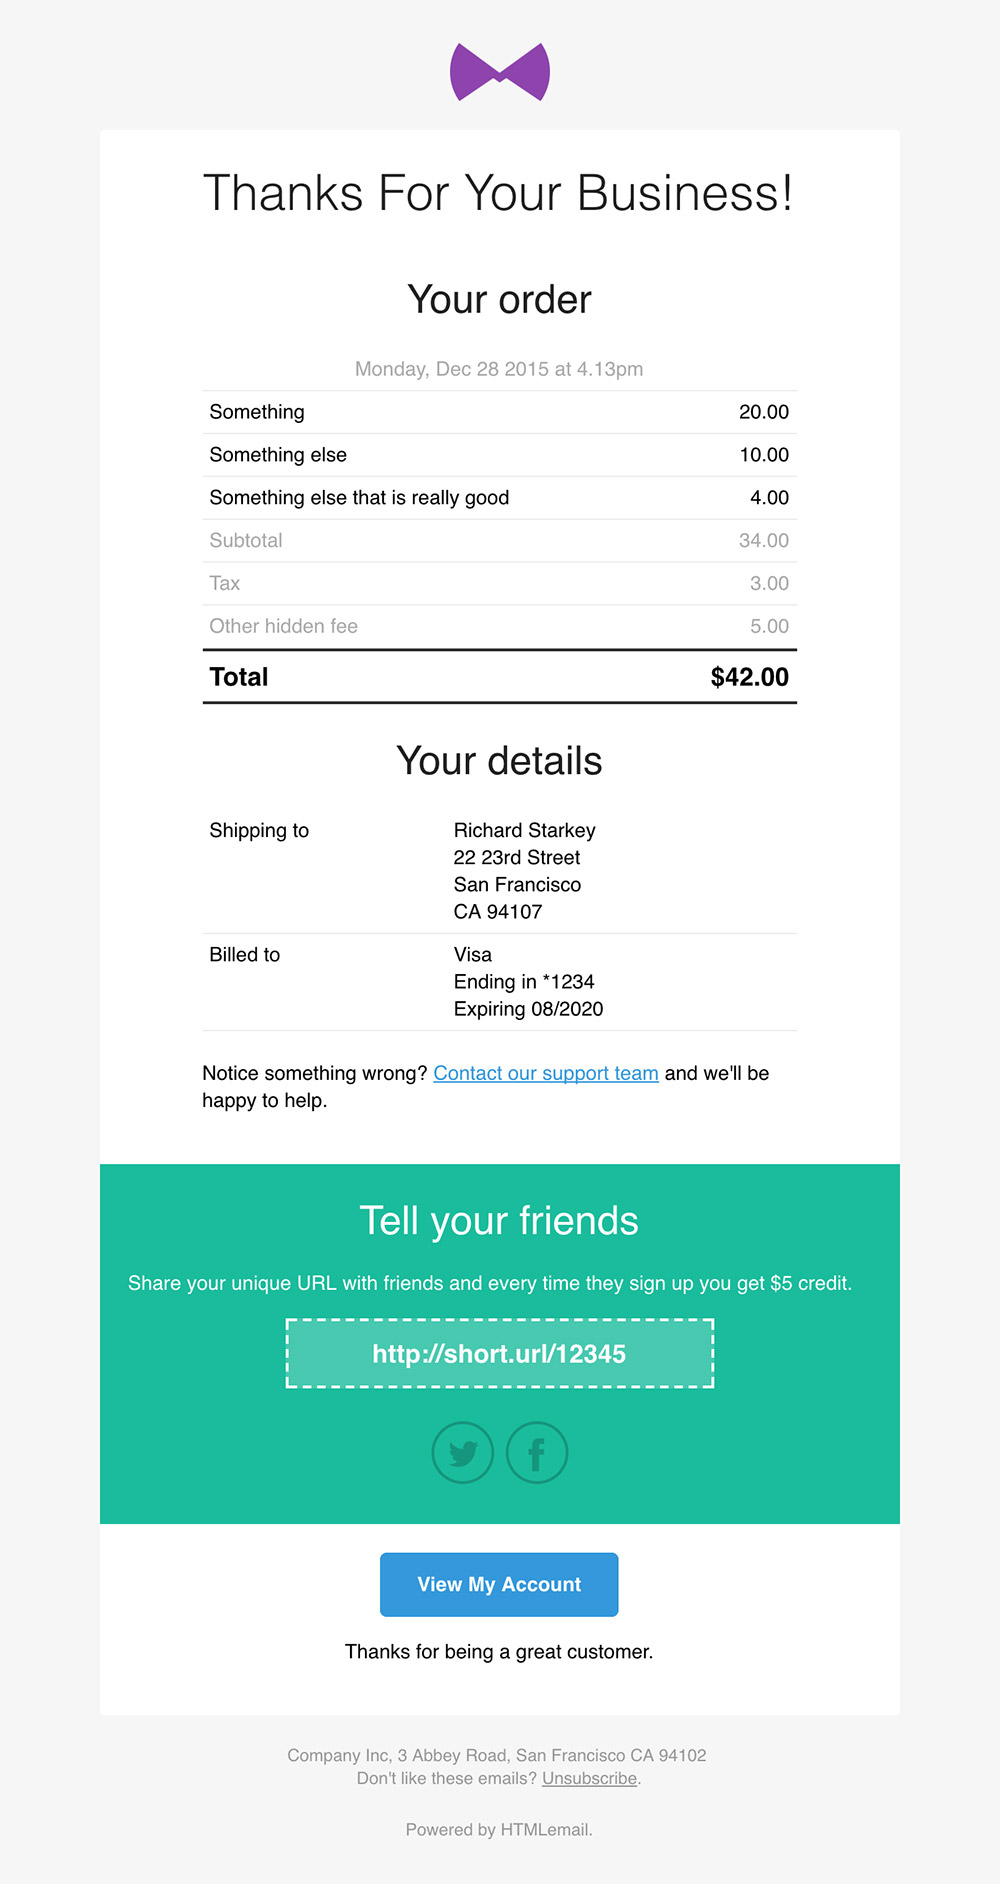 Thanks For Your Business!
Your order
Monday, Dec 28 2015 at 4.13pm
Something 20.00
Something else 10.00
Something else that is really good 4.00
Subtotal 34.00
Tax 3.00
Other hidden fee 5.00
Total $42.00
Your details
Shipping to Richard Starkey
22 23rd Street
San Francisco
CA 94107
Billed to Visa
Ending in *1234
Expiring 08/2020
Notice something wrong? Contact our support team and we'll be
happy to help.
Tell your friends
Share your unique URL with friends and every time they sign up you get $5 credit.
http://short.url/12345
View My Account
Thanks for being a great customer.
Company Inc, 3 Abbey Road, San Francisco CA 94102
Don't like these emails? Unsubscribe.
Powered by HTMLemail.